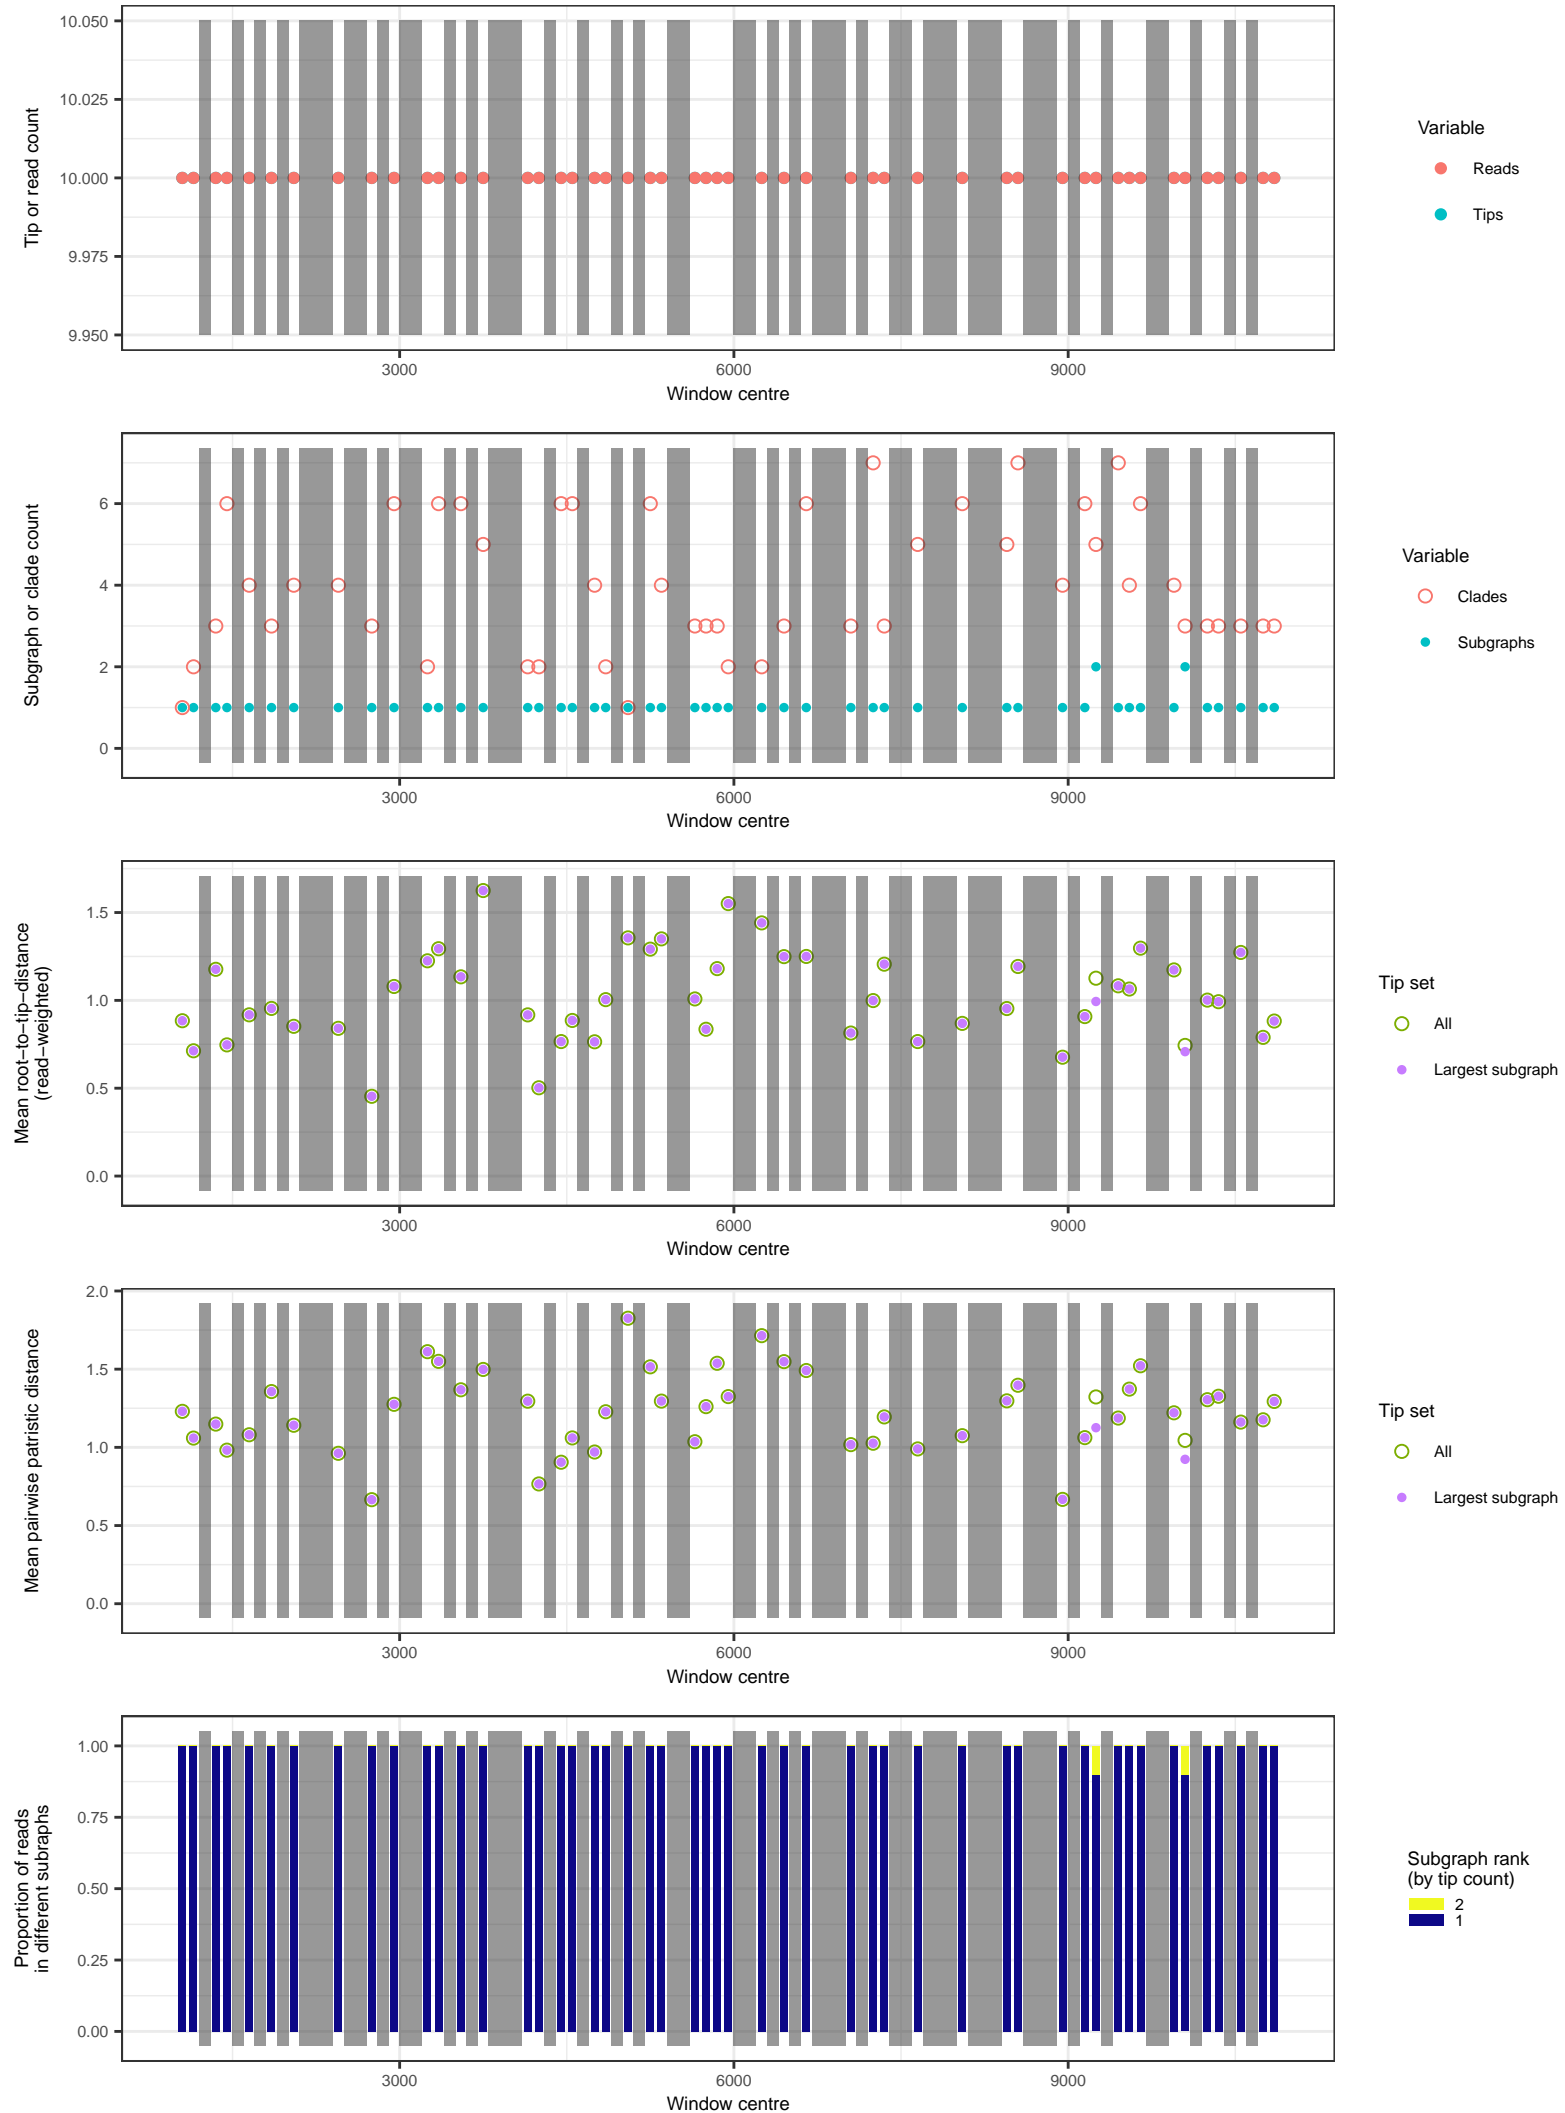 10.050
10.025
10.000
9.975
9.950
Tip or read count
3000
6000
9000
Window centre
Variable
Reads
Tips
6
4
2
0
Subgraph or clade count
3000
6000
9000
Window centre
Variable
Clades
Subgraphs
1.5
1.0
0.5
0.0
Mean root−to−tip−distance
(read−weighted)
3000
6000
9000
Window centre
Tip set
All
Largest subgraph
2.0
1.5
1.0
0.5
0.0
Mean pairwise patristic distance
3000
6000
9000
Window centre
Tip set
All
Largest subgraph
1.00
0.75
0.50
0.25
0.00
Proportion of reads
in different subraphs
3000
6000
9000
Window centre
Subgraph rank
(by tip count)
2
1